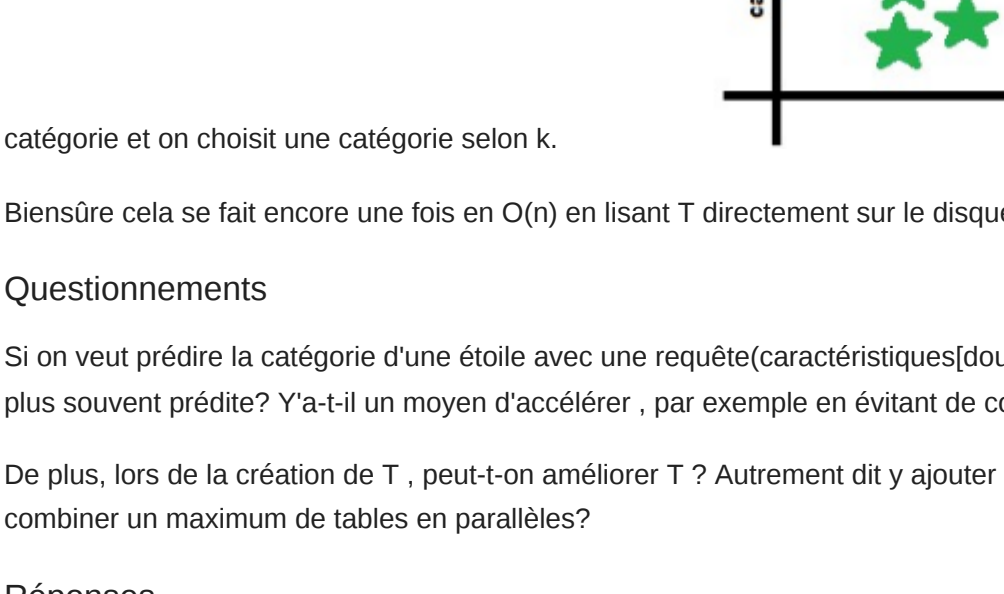 catégorie et on choisit une catégorie selon k.
Biensûre cela se fait encore une fois en O(n) en lisant T directement sur le disque
Questionnements
Si on veut prédire la catégorie d'une étoile avec une requête(caractéristiques[dou
plus souvent prédite? Y'a-t-il un moyen d'accélérer , par exemple en évitant de co
De plus, lors de la création de T , peut-t-on améliorer T ? Autrement dit y ajouter
combiner un maximum de tables en parallèles?
Réponses